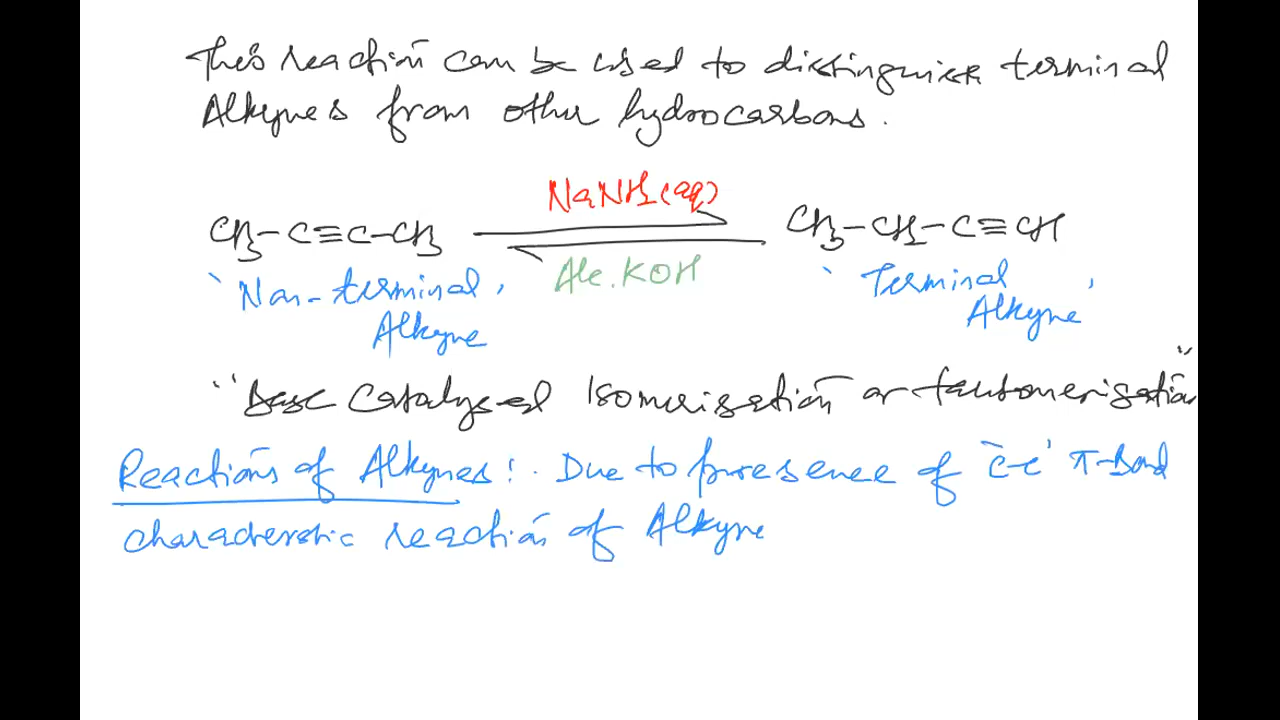 This reaction can be used to distinguish terminal
Alkynes from other hydrocarbons.
NaNH₂(aq)
CH₃-C≡C-CH₃ CH₃-CH₂-C≡CH
Alc. KOH
'Non-terminal, 'Terminal '
Alkyne Alkyne
"Base Catalysed Isomerisation or tautomerisation"
Reactions of Alkynes:. Due to presence of 'C-C' π-Bond
characterstic reaction of Alkyne